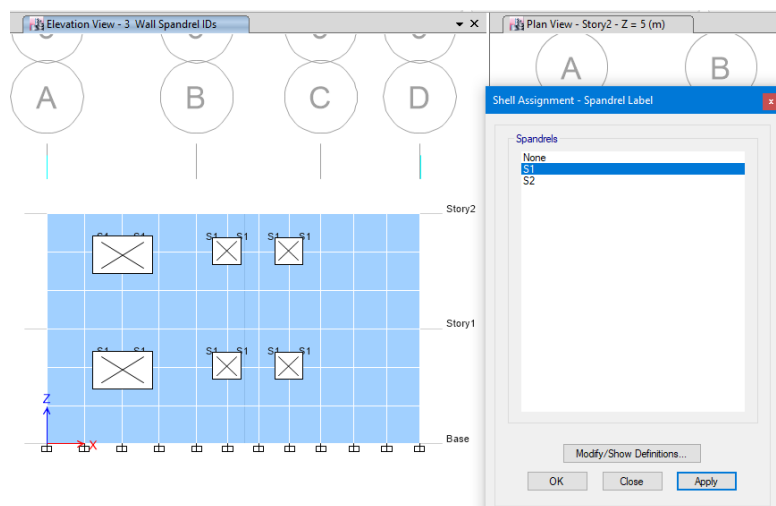 Elevation View - 3 Wall Spandrel IDs
Plan View - Story2 - Z = 5 (m)
A
B
C
D
A
B
Shell Assignment - Spandrel Label
x
Spandrels
None
S1
S2
Story2
S1 S1 S1 S1 S1 S1
Story1
S1 S1 S1 S1 S1 S1
Z
X
Base
Modify/Show Definitions...
OK
Close
Apply